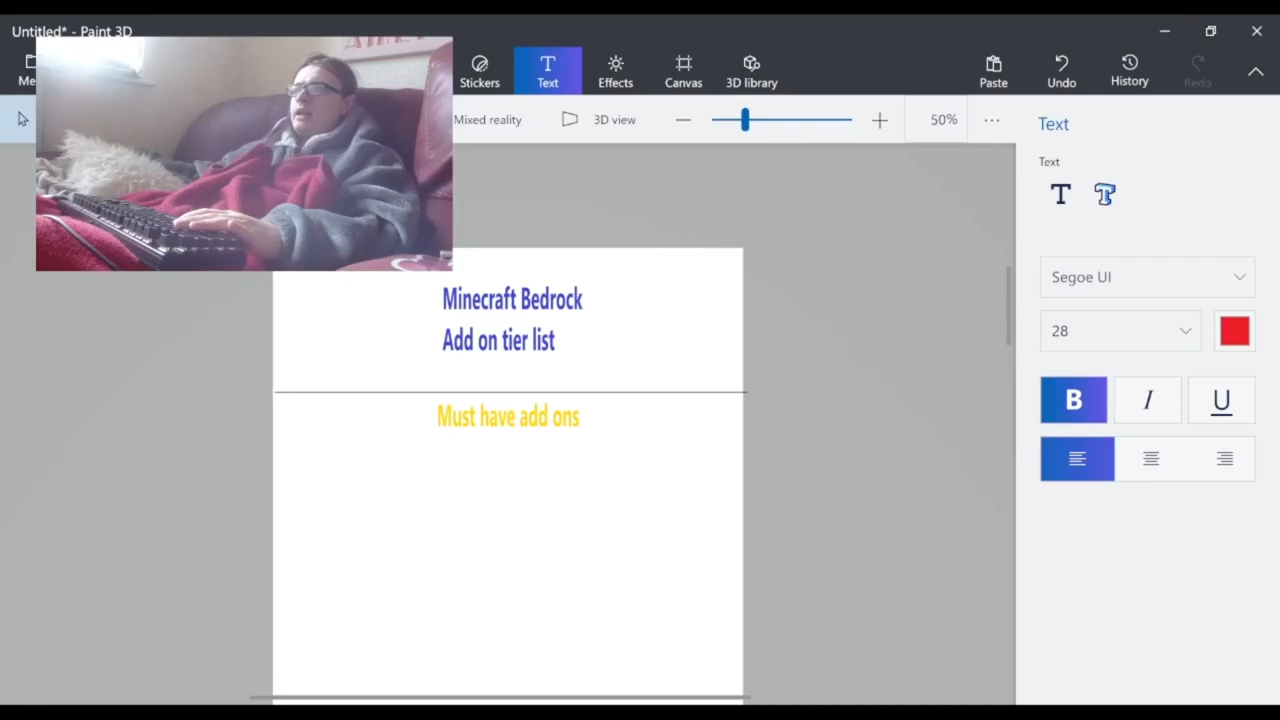 Untitled* - Paint 3D
Me
Stickers
Text
Effects
Canvas
3D library
Paste
Undo
History
Redo
Mixed reality
3D view
50%
Text
Text
Segoe UI
28
B
I
U
Minecraft Bedrock
Add on tier list
Must have add ons